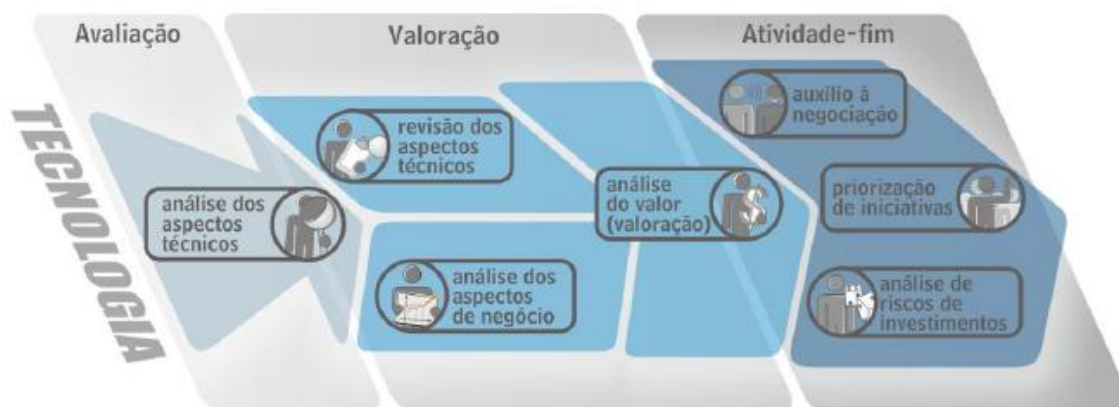 Avaliação
Valoração
Atividade-fim
TECNOLOGIA
análise dos
aspectos
técnicos
revisão dos
aspectos
técnicos
análise dos
aspectos
de negócio
análise
do valor
(valoração)
auxílio à
negociação
priorização
de iniciativas
análise de
riscos de
investimentos